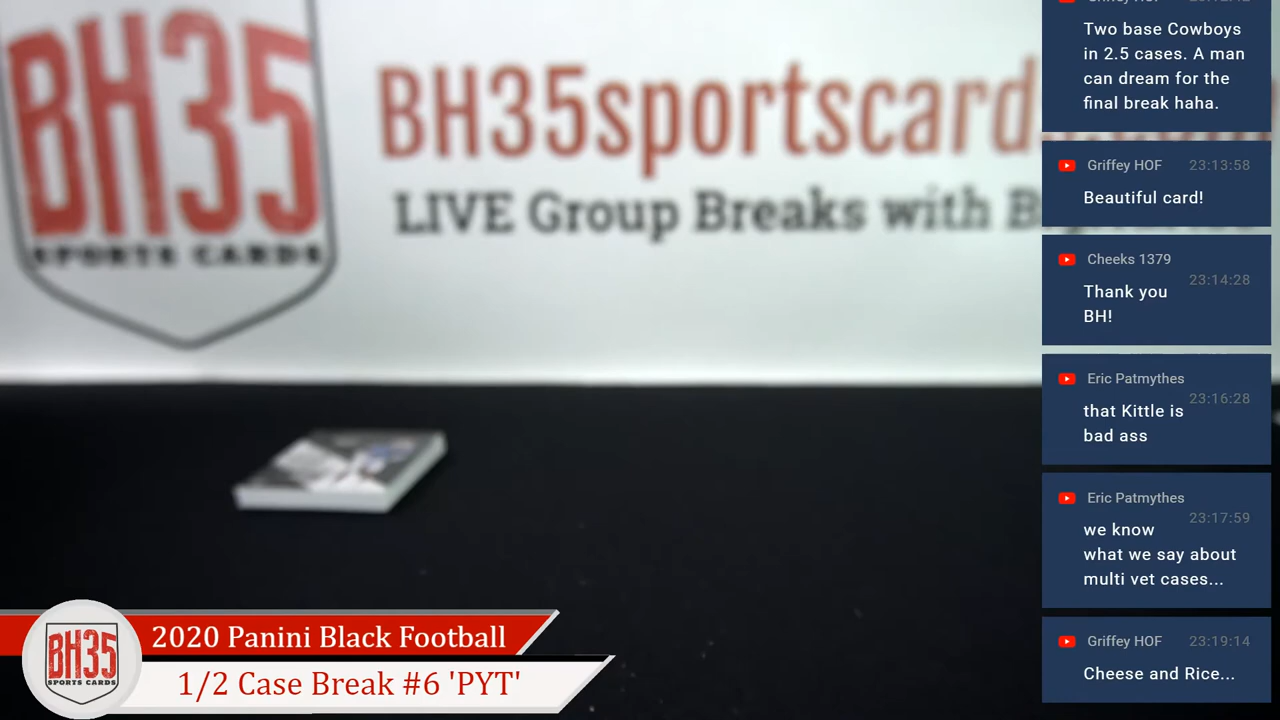 BH35
SPORTS CARDS
BH35sportscards.com
LIVE Group Breaks with
Two base Cowboys
in 2.5 cases. A man
can dream for the
final break haha.
Griffey HOF 23:13:58
Beautiful card!
Cheeks 1379
23:14:28
Thank you
BH!
Eric Patmythes
23:16:28
that Kittle is
bad ass
Eric Patmythes
23:17:59
we know
what we say about
multi vet cases...
Griffey HOF 23:19:14
Cheese and Rice...
BH35
SPORTS CARDS
2020 Panini Black Football
1/2 Case Break #6 'PYT'